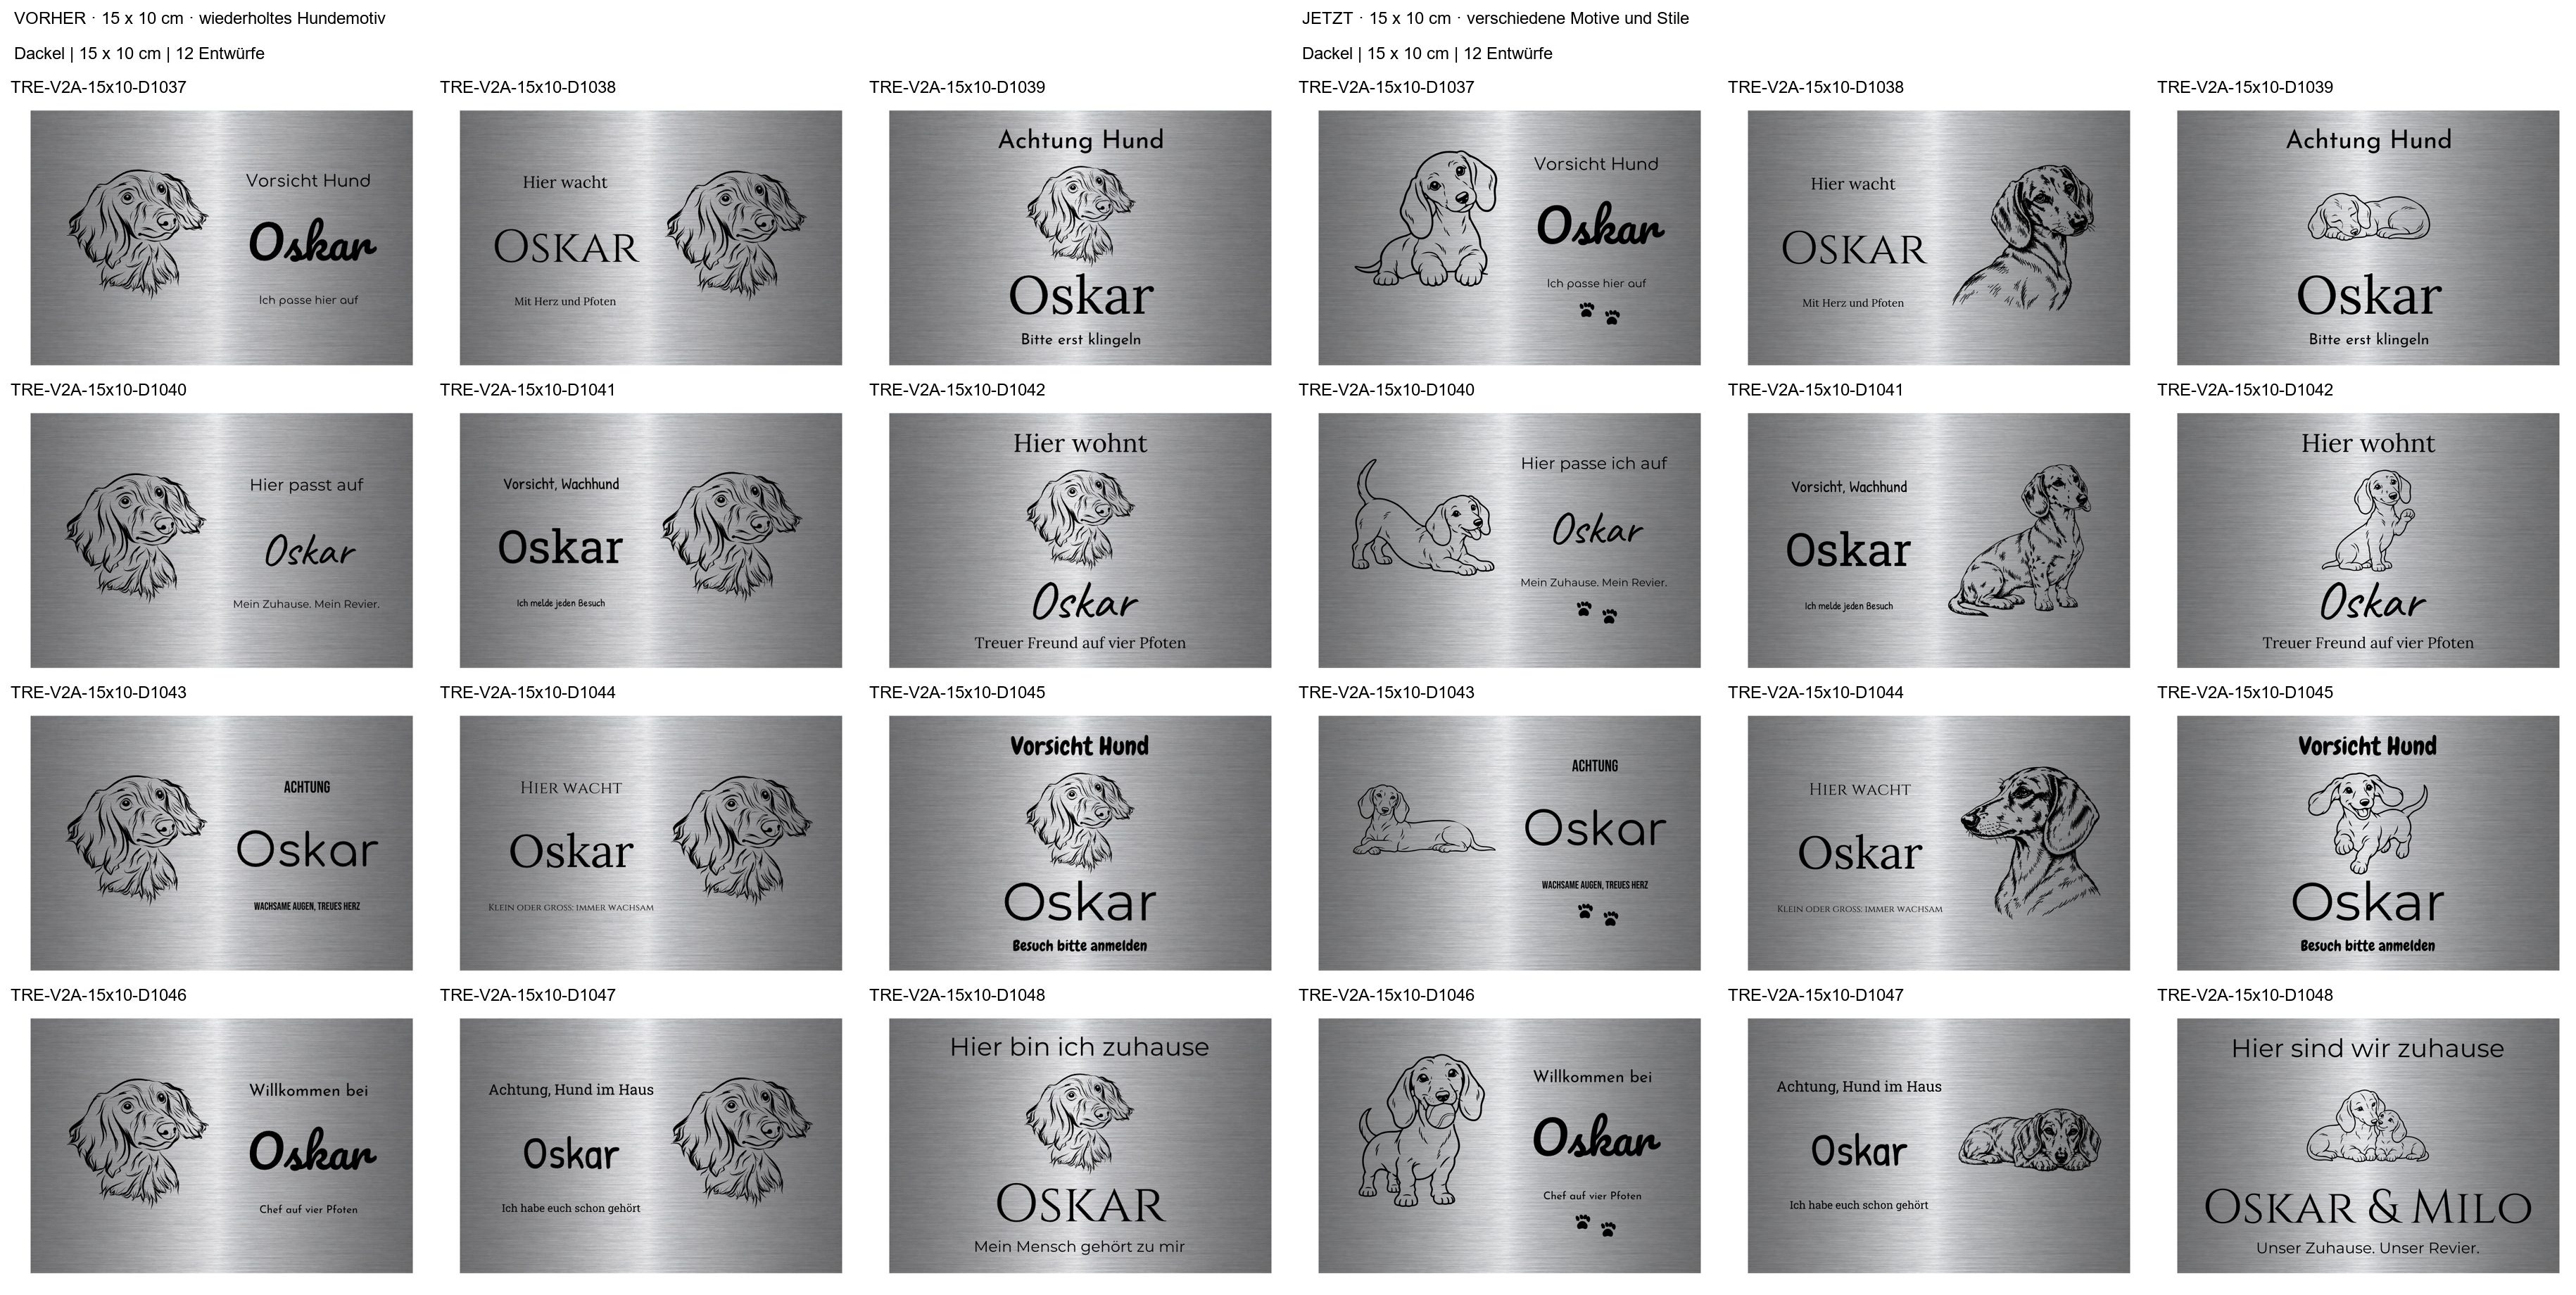 VORHER · 15 x 10 cm · wiederholtes Hundemotiv
Dackel | 15 x 10 cm | 12 Entwürfe
TRE-V2A-15x10-D1037
Vorsicht Hund
Oskar
Ich passe hier auf
TRE-V2A-15x10-D1038
Hier wacht
OSKAR
Mit Herz und Pfoten
TRE-V2A-15x10-D1039
Achtung Hund
Oskar
Bitte erst klingeln
TRE-V2A-15x10-D1040
Hier passt auf
Oskar
Mein Zuhause. Mein Revier.
TRE-V2A-15x10-D1041
Vorsicht, Wachhund
Oskar
Ich melde jeden Besuch
TRE-V2A-15x10-D1042
Hier wohnt
Oskar
Treuer Freund auf vier Pfoten
TRE-V2A-15x10-D1043
ACHTUNG
Oskar
WACHSAME AUGEN, TREUES HERZ
TRE-V2A-15x10-D1044
HIER WACHT
Oskar
KLEIN ODER GROSS: IMMER WACHSAM
TRE-V2A-15x10-D1045
Vorsicht Hund
Oskar
Besuch bitte anmelden
TRE-V2A-15x10-D1046
Willkommen bei
Oskar
Chef auf vier Pfoten
TRE-V2A-15x10-D1047
Achtung, Hund im Haus
Oskar
Ich habe euch schon gehört
TRE-V2A-15x10-D1048
Hier bin ich zuhause
OSKAR
Mein Mensch gehört zu mir
JETZT · 15 x 10 cm · verschiedene Motive und Stile
Dackel | 15 x 10 cm | 12 Entwürfe
TRE-V2A-15x10-D1037
Vorsicht Hund
Oskar
Ich passe hier auf
TRE-V2A-15x10-D1038
Hier wacht
OSKAR
Mit Herz und Pfoten
TRE-V2A-15x10-D1039
Achtung Hund
Oskar
Bitte erst klingeln
TRE-V2A-15x10-D1040
Hier passe ich auf
Oskar
Mein Zuhause. Mein Revier.
TRE-V2A-15x10-D1041
Vorsicht, Wachhund
Oskar
Ich melde jeden Besuch
TRE-V2A-15x10-D1042
Hier wohnt
Oskar
Treuer Freund auf vier Pfoten
TRE-V2A-15x10-D1043
ACHTUNG
Oskar
WACHSAME AUGEN, TREUES HERZ
TRE-V2A-15x10-D1044
HIER WACHT
Oskar
KLEIN ODER GROSS: IMMER WACHSAM
TRE-V2A-15x10-D1045
Vorsicht Hund
Oskar
Besuch bitte anmelden
TRE-V2A-15x10-D1046
Willkommen bei
Oskar
Chef auf vier Pfoten
TRE-V2A-15x10-D1047
Achtung, Hund im Haus
Oskar
Ich habe euch schon gehört
TRE-V2A-15x10-D1048
Hier sind wir zuhause
OSKAR & MILO
Unser Zuhause. Unser Revier.